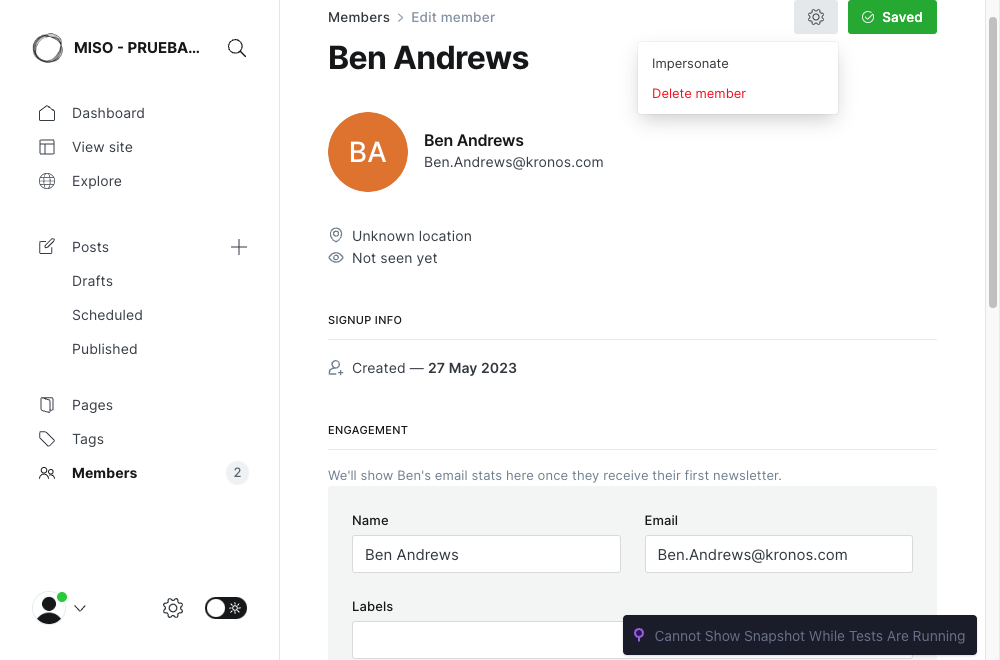 MISO - PRUEBA...
Dashboard
View site
Explore
Posts
Drafts
Scheduled
Published
Pages
Tags
Members
2
Members > Edit member
Saved
Ben Andrews
Impersonate
Delete member
BA
Ben Andrews
Ben.Andrews@kronos.com
Unknown location
Not seen yet
SIGNUP INFO
Created — 27 May 2023
ENGAGEMENT
We'll show Ben's email stats here once they receive their first newsletter.
Name
Ben Andrews
Email
Ben.Andrews@kronos.com
Labels
Cannot Show Snapshot While Tests Are Running